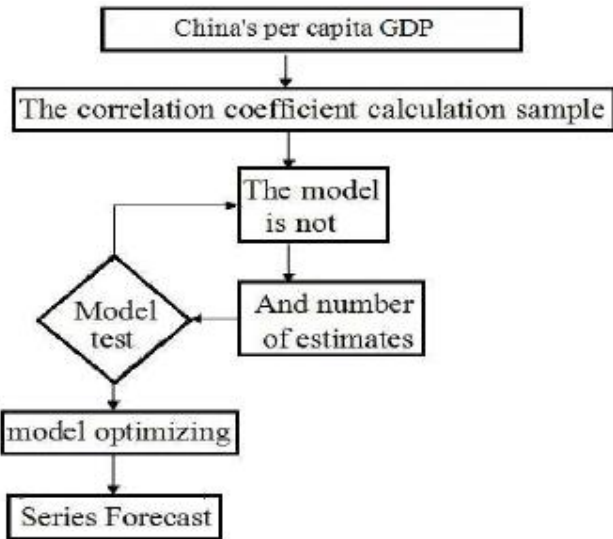 China's per capita GDP
The correlation coefficient calculation sample
The model
is not
And number
of estimates
Model
test
model optimizing
Series Forecast